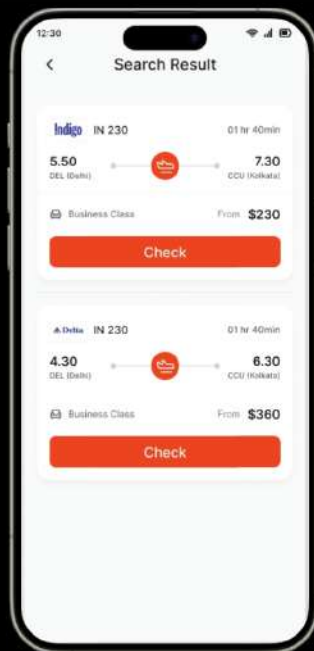 12:30
Search Result
Indigo IN 230 01 hr 40min
5.50 7.30
DEL (Delhi) CCU (Kolkata)
Business Class From $230
Check
Delta IN 230 01 hr 40min
4.30 6.30
DEL (Delhi) CCU (Kolkata)
Business Class From $360
Check